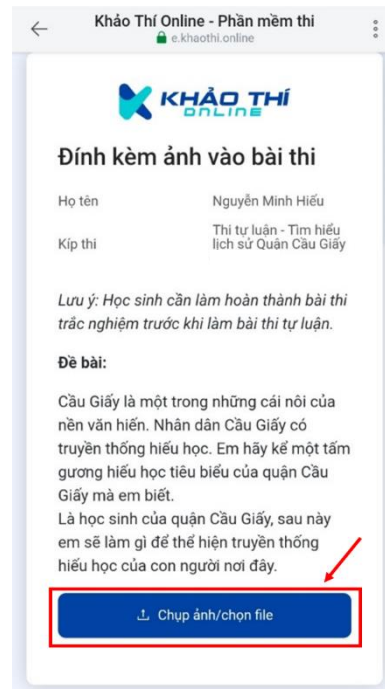 Khảo Thí Online - Phần mềm thi
e.khaothi.online
KHẢO THÍ
ONLINE
Đính kèm ảnh vào bài thi
Họ tên Nguyễn Minh Hiếu
Kíp thi Thi tự luận - Tìm hiểu
lịch sử Quận Cầu Giấy
Lưu ý: Học sinh cần làm hoàn thành bài thi
trắc nghiệm trước khi làm bài thi tự luận.
Đề bài:
Cầu Giấy là một trong những cái nôi của
nền văn hiến. Nhân dân Cầu Giấy có
truyền thống hiếu học. Em hãy kể một tấm
gương hiếu học tiêu biểu của quận Cầu
Giấy mà em biết.
Là học sinh của quận Cầu Giấy, sau này
em sẽ làm gì để thể hiện truyền thống
hiếu học của con người nơi đây.
Chụp ảnh/chọn file